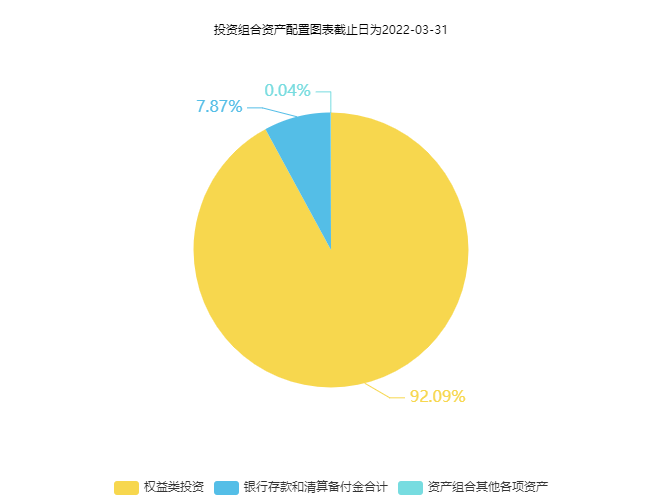 投资组合资产配置图表截止日为2022-03-31
0.04%
7.87%
92.09%
权益类投资
银行存款和清算备付金合计
资产组合其他各项资产